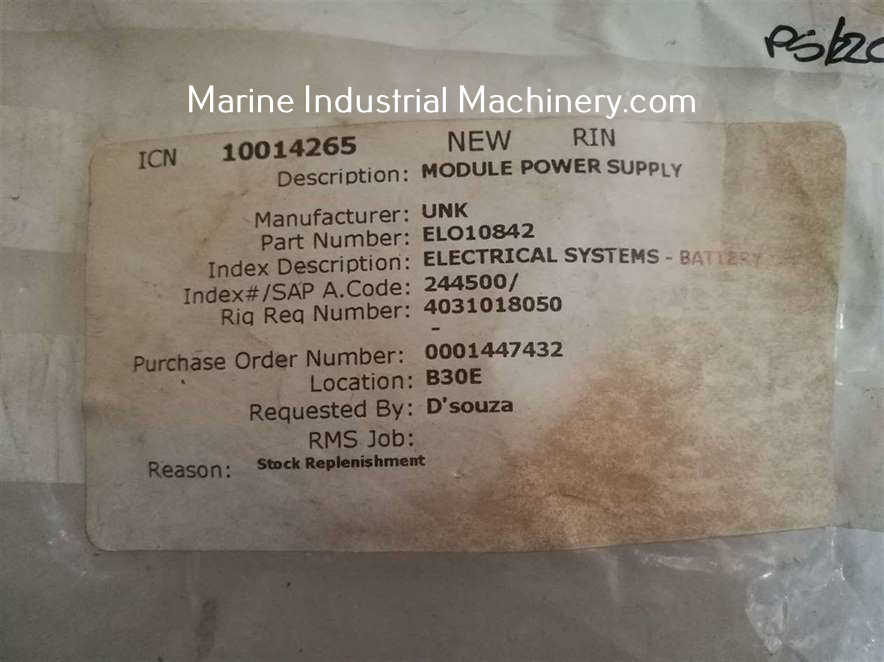 PS/220
Marine Industrial Machinery.com
ICN 10014265 NEW RIN
Description: MODULE POWER SUPPLY
Manufacturer: UNK
Part Number: ELO10842
Index Description: ELECTRICAL SYSTEMS - BATTERY
Index#/SAP A.Code: 244500/
Rig Req Number: 4031018050
-
Purchase Order Number: 0001447432
Location: B30E
Requested By: D'souza
RMS Job:
Reason: Stock Replenishment